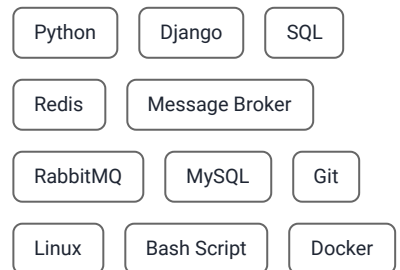 Python Django SQL
Redis Message Broker
RabbitMQ MySQL Git
Linux Bash Script Docker